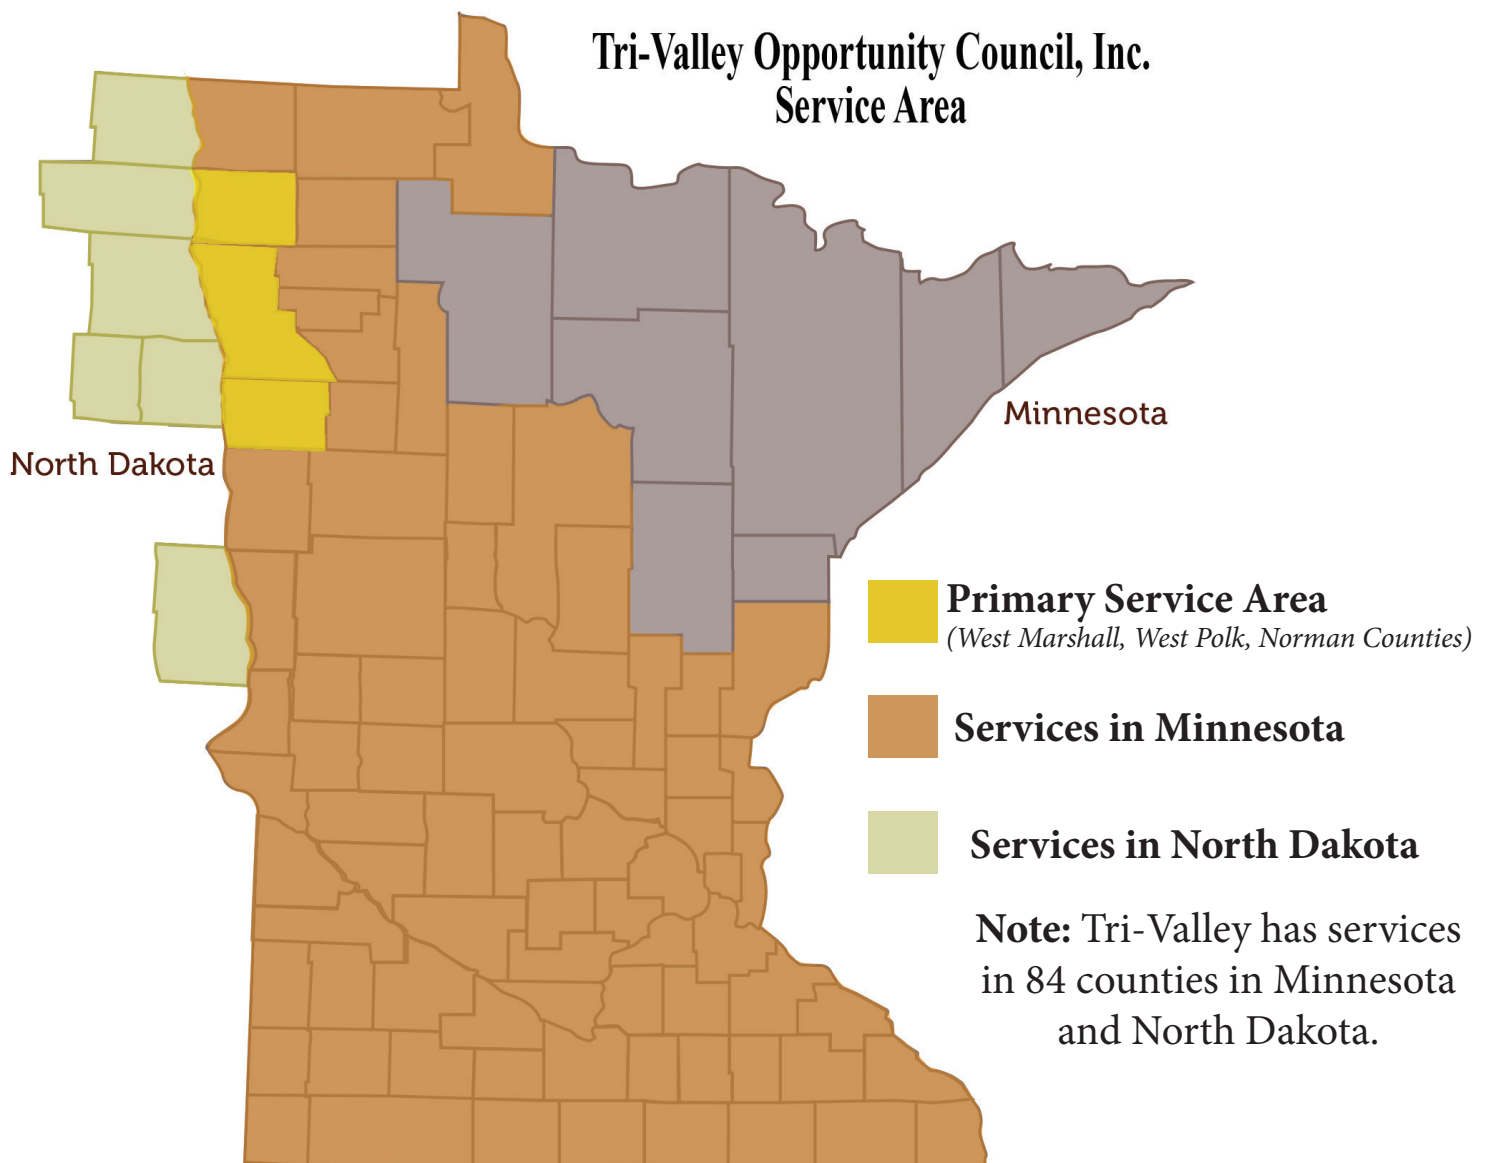 Tri-Valley Opportunity Council, Inc.
Service Area
Minnesota
North Dakota
Primary Service Area
(West Marshall, West Polk, Norman Counties)
Services in Minnesota
Services in North Dakota
Note: Tri-Valley has services
in 84 counties in Minnesota
and North Dakota.